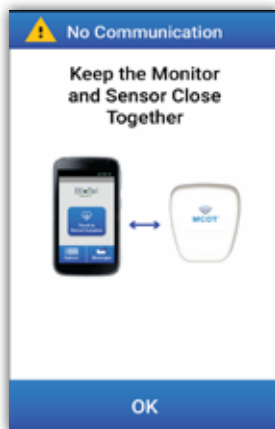 No Communication
Keep the Monitor
and Sensor Close
Together
MCOT
OK